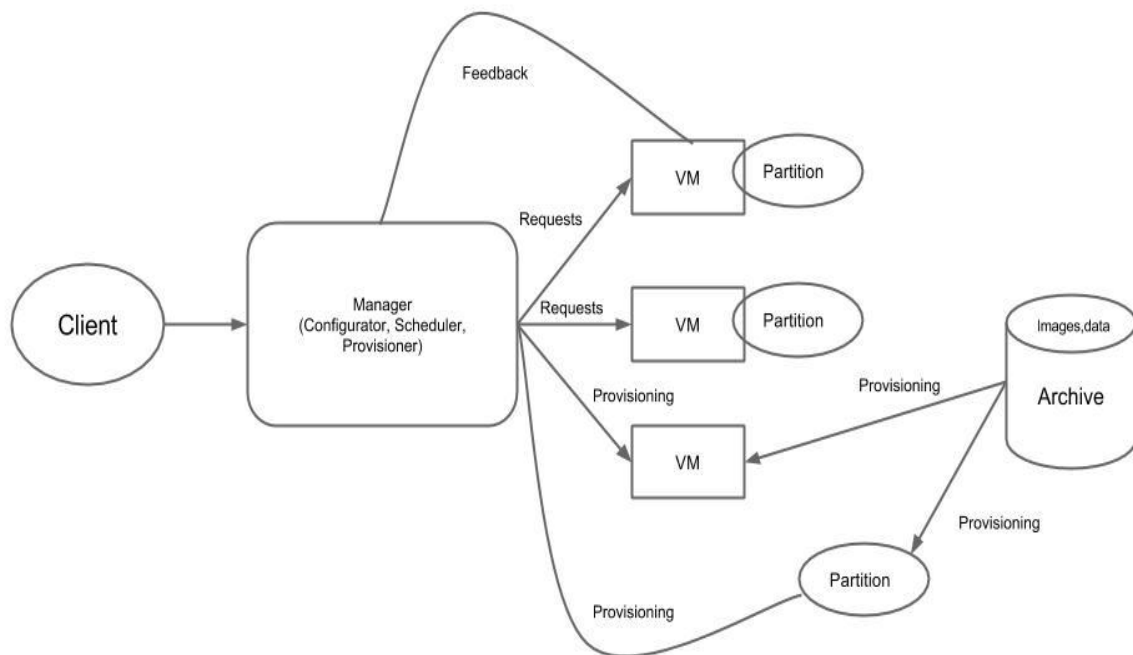 Feedback
VM
Partition
Requests
Client
Manager
(Configurator, Scheduler,
Provisioner)
Requests
VM
Partition
Images,data
Archive
Provisioning
Provisioning
VM
Provisioning
Partition
Provisioning